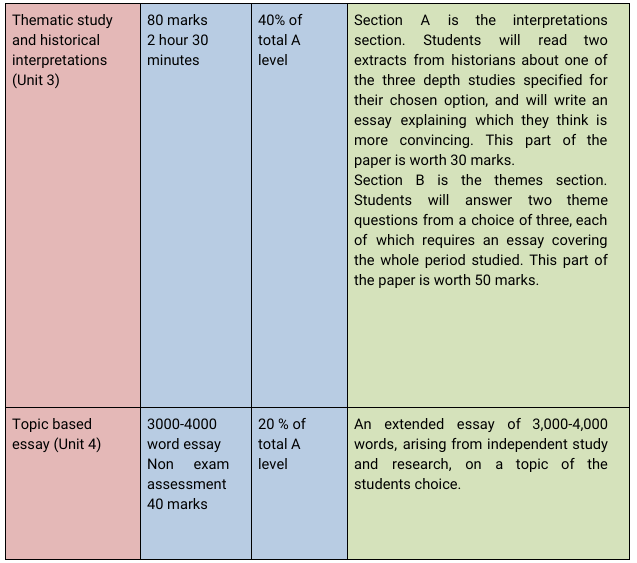 Thematic study
and historical
interpretations
(Unit 3)
80 marks
2 hour 30
minutes
40% of
total A
level
Section A is the interpretations
section. Students will read two
extracts from historians about one of
the three depth studies specified for
their chosen option, and will write an
essay explaining which they think is
more convincing. This part of the
paper is worth 30 marks.
Section B is the themes section.
Students will answer two theme
questions from a choice of three, each
of which requires an essay covering
the whole period studied. This part of
the paper is worth 50 marks.
Topic based
essay (Unit 4)
3000-4000
word essay
Non exam
assessment
40 marks
20 % of
total A
level
An extended essay of 3,000-4,000
words, arising from independent study
and research, on a topic of the
students choice.